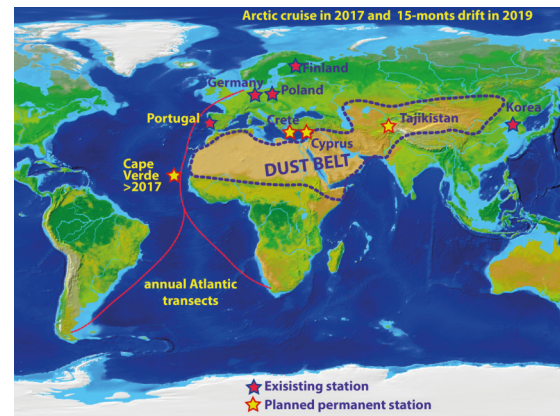 Arctic cruise in 2017 and 15-monts drift in 2019
Finland
Germany
Poland
Portugal
Crete
Cyprus
Tajikistan
Korea
Cape
Verde
>2017
DUST BELT
annual Atlantic
transects
Exisisting station
Planned permanent station